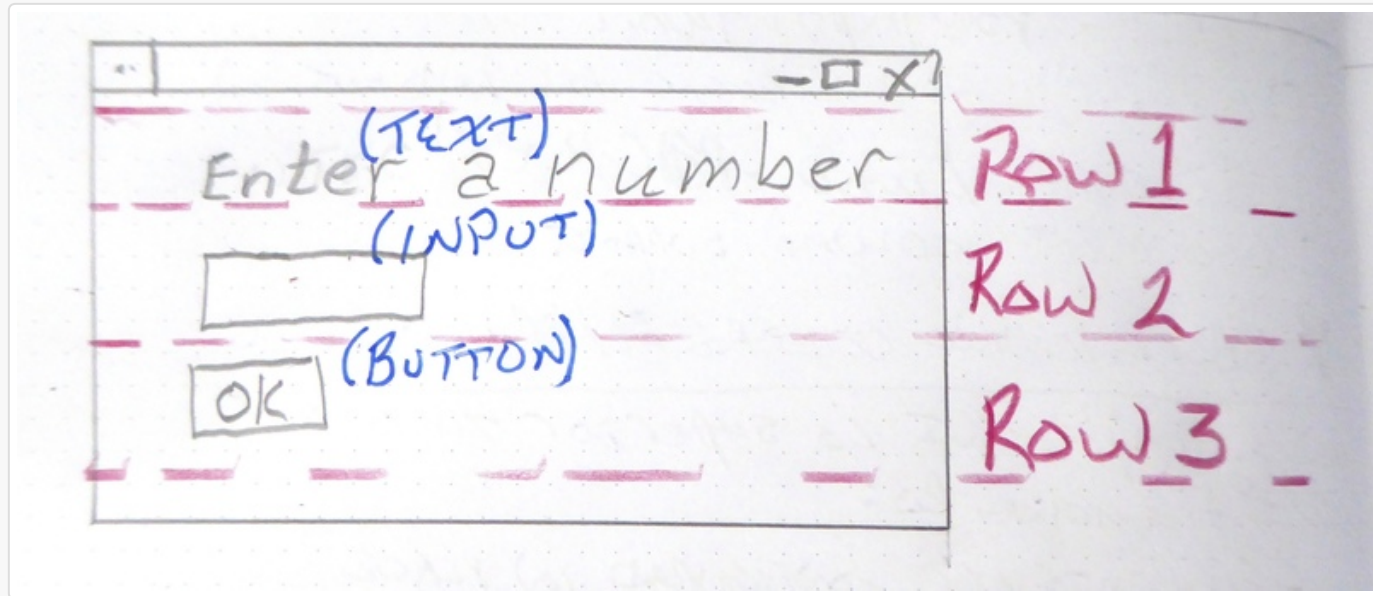 (TEXT)
Enter a number Row 1
(INPUT)
Row 2
(BUTTON)
OK
Row 3